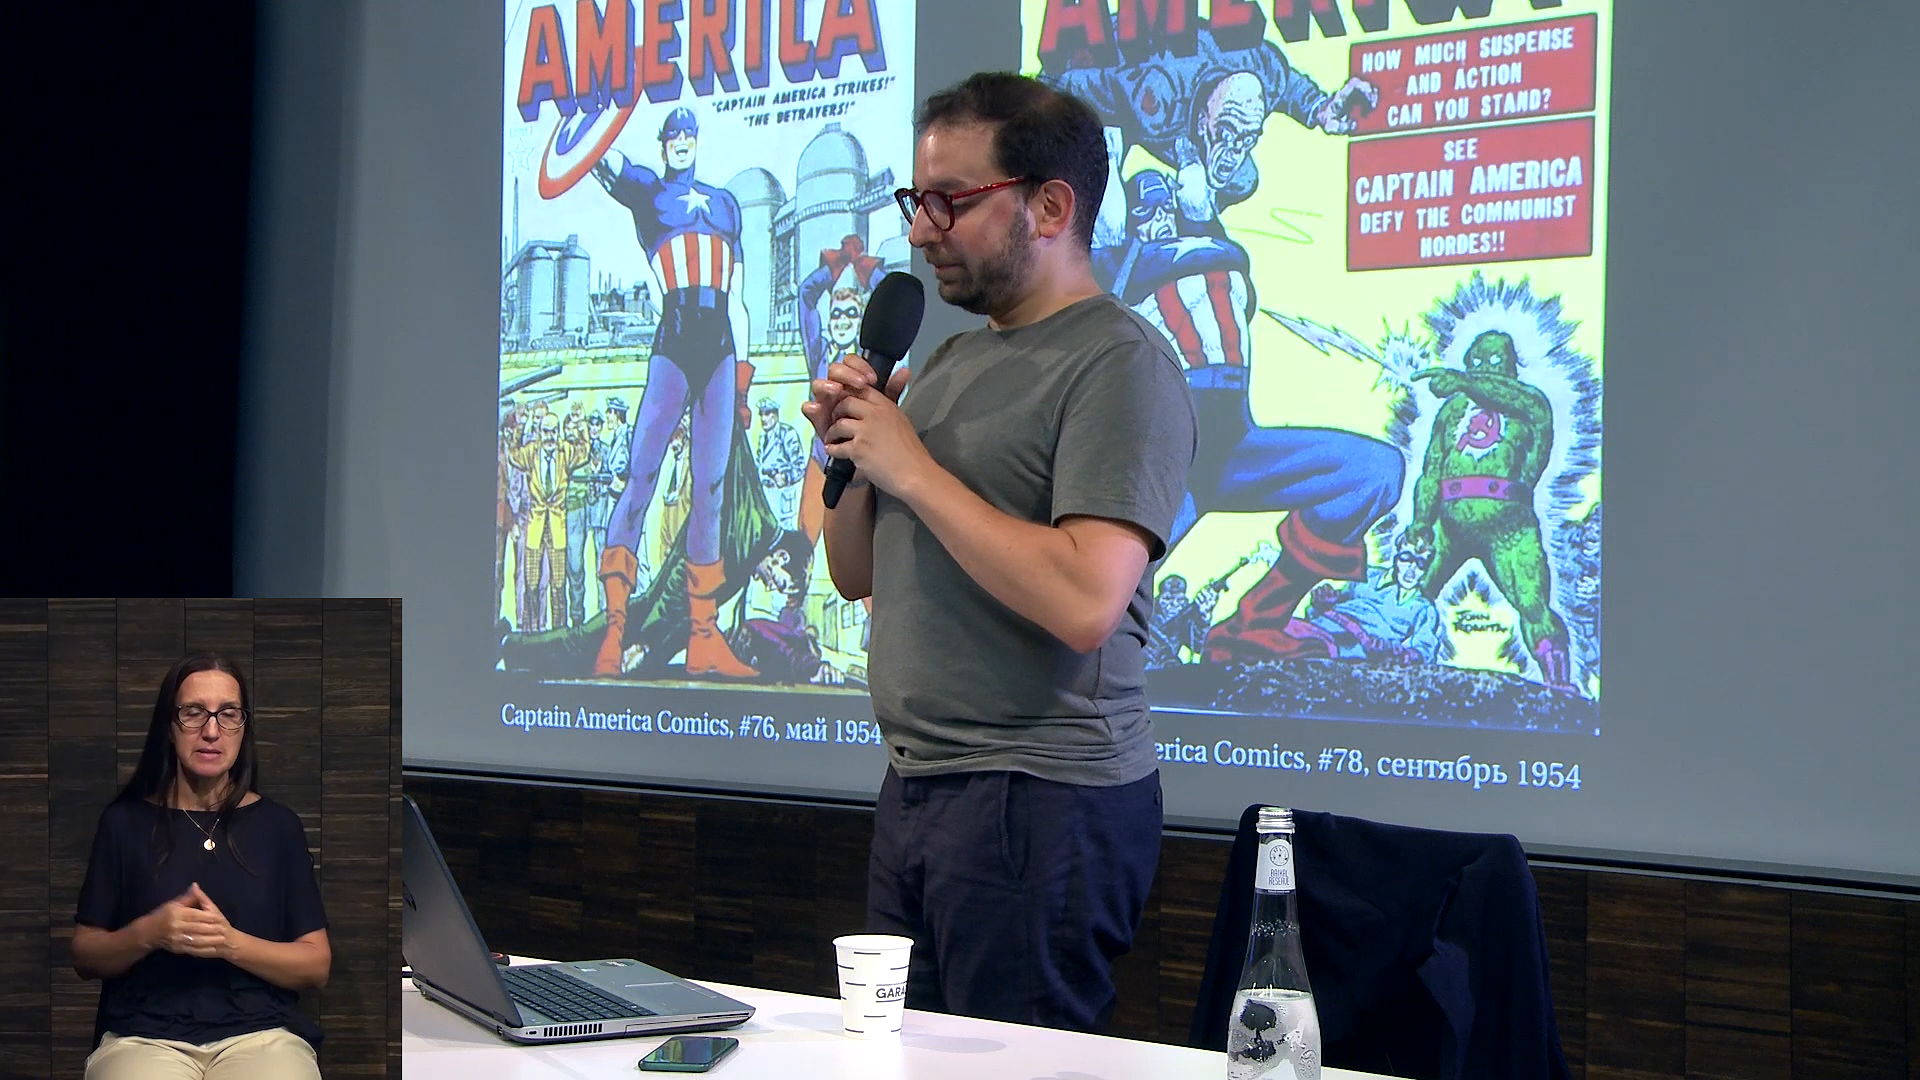 AMERICA
"CAPTAIN AMERICA STRIKES!"
"THE BETRAYERS!"
AMERICA
HOW MUCH SUSPENSE
AND ACTION
CAN YOU STAND?
SEE
CAPTAIN AMERICA
DEFY THE COMMUNIST
HORDES!!
JOHN
ROMITA
Captain America Comics, #76, май 1954
erica Comics, #78, сентябрь 1954
BAIKAL
RESERVE
GARA